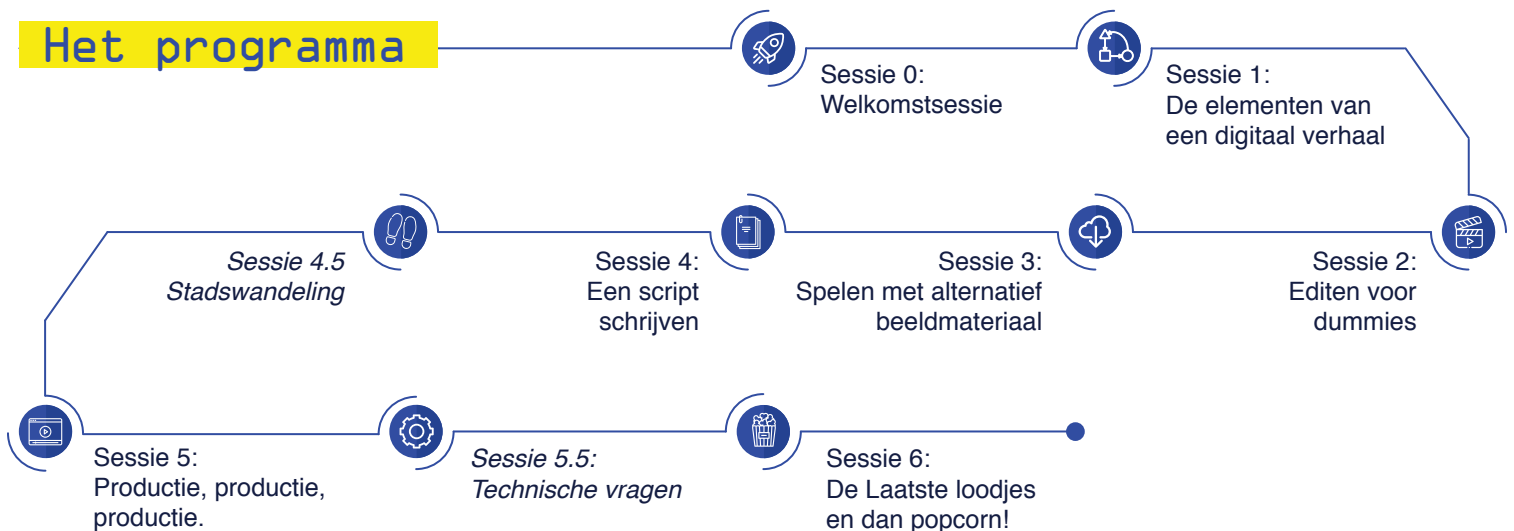 Het programma
Sessie 0:
Welkomstsessie
Sessie 1:
De elementen van
een digitaal verhaal
Sessie 2:
Editen voor
dummies
Sessie 3:
Spelen met alternatief
beeldmateriaal
Sessie 4:
Een script
schrijven
Sessie 4.5
Stadswandeling
Sessie 5:
Productie, productie,
productie.
Sessie 5.5:
Technische vragen
Sessie 6:
De Laatste loodjes
en dan popcorn!